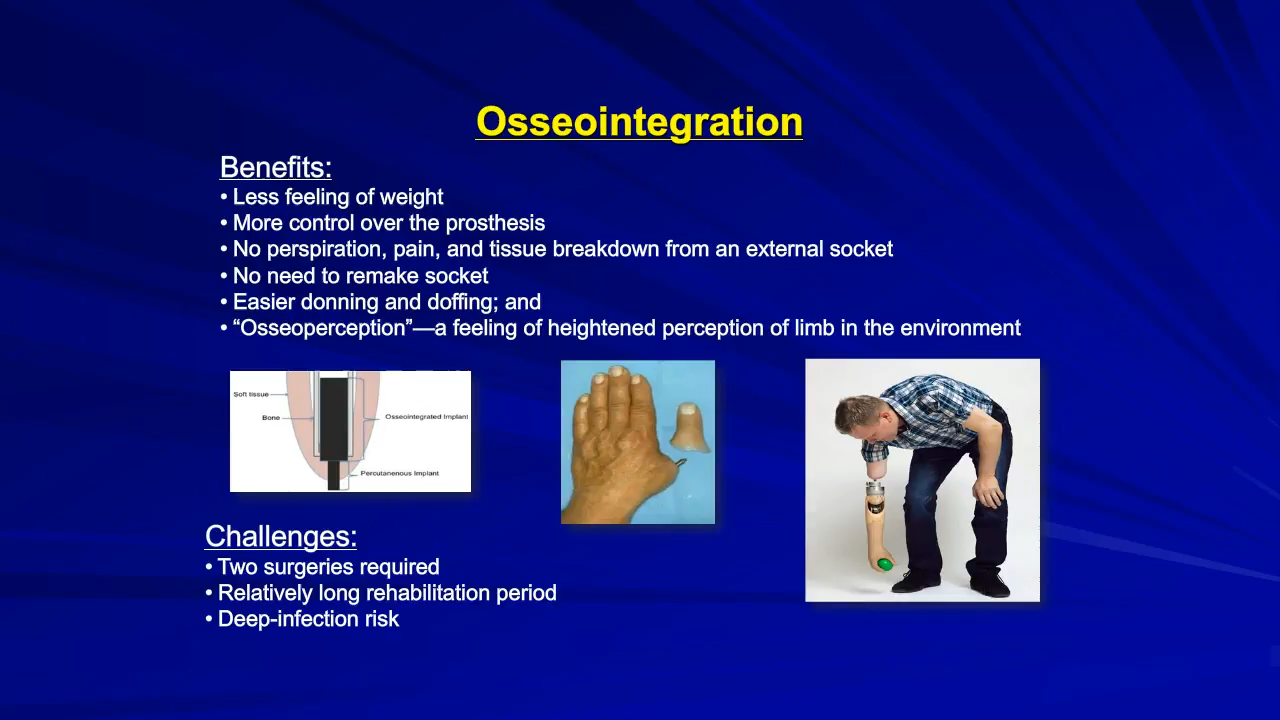 Osseointegration
Benefits:
• Less feeling of weight
• More control over the prosthesis
• No perspiration, pain, and tissue breakdown from an external socket
• No need to remake socket
• Easier donning and doffing; and
• “Osseoperception”—a feeling of heightened perception of limb in the environment
Soft tissue
Bone
Osseointegrated Implant
Percutanenous Implant
Challenges:
• Two surgeries required
• Relatively long rehabilitation period
• Deep-infection risk